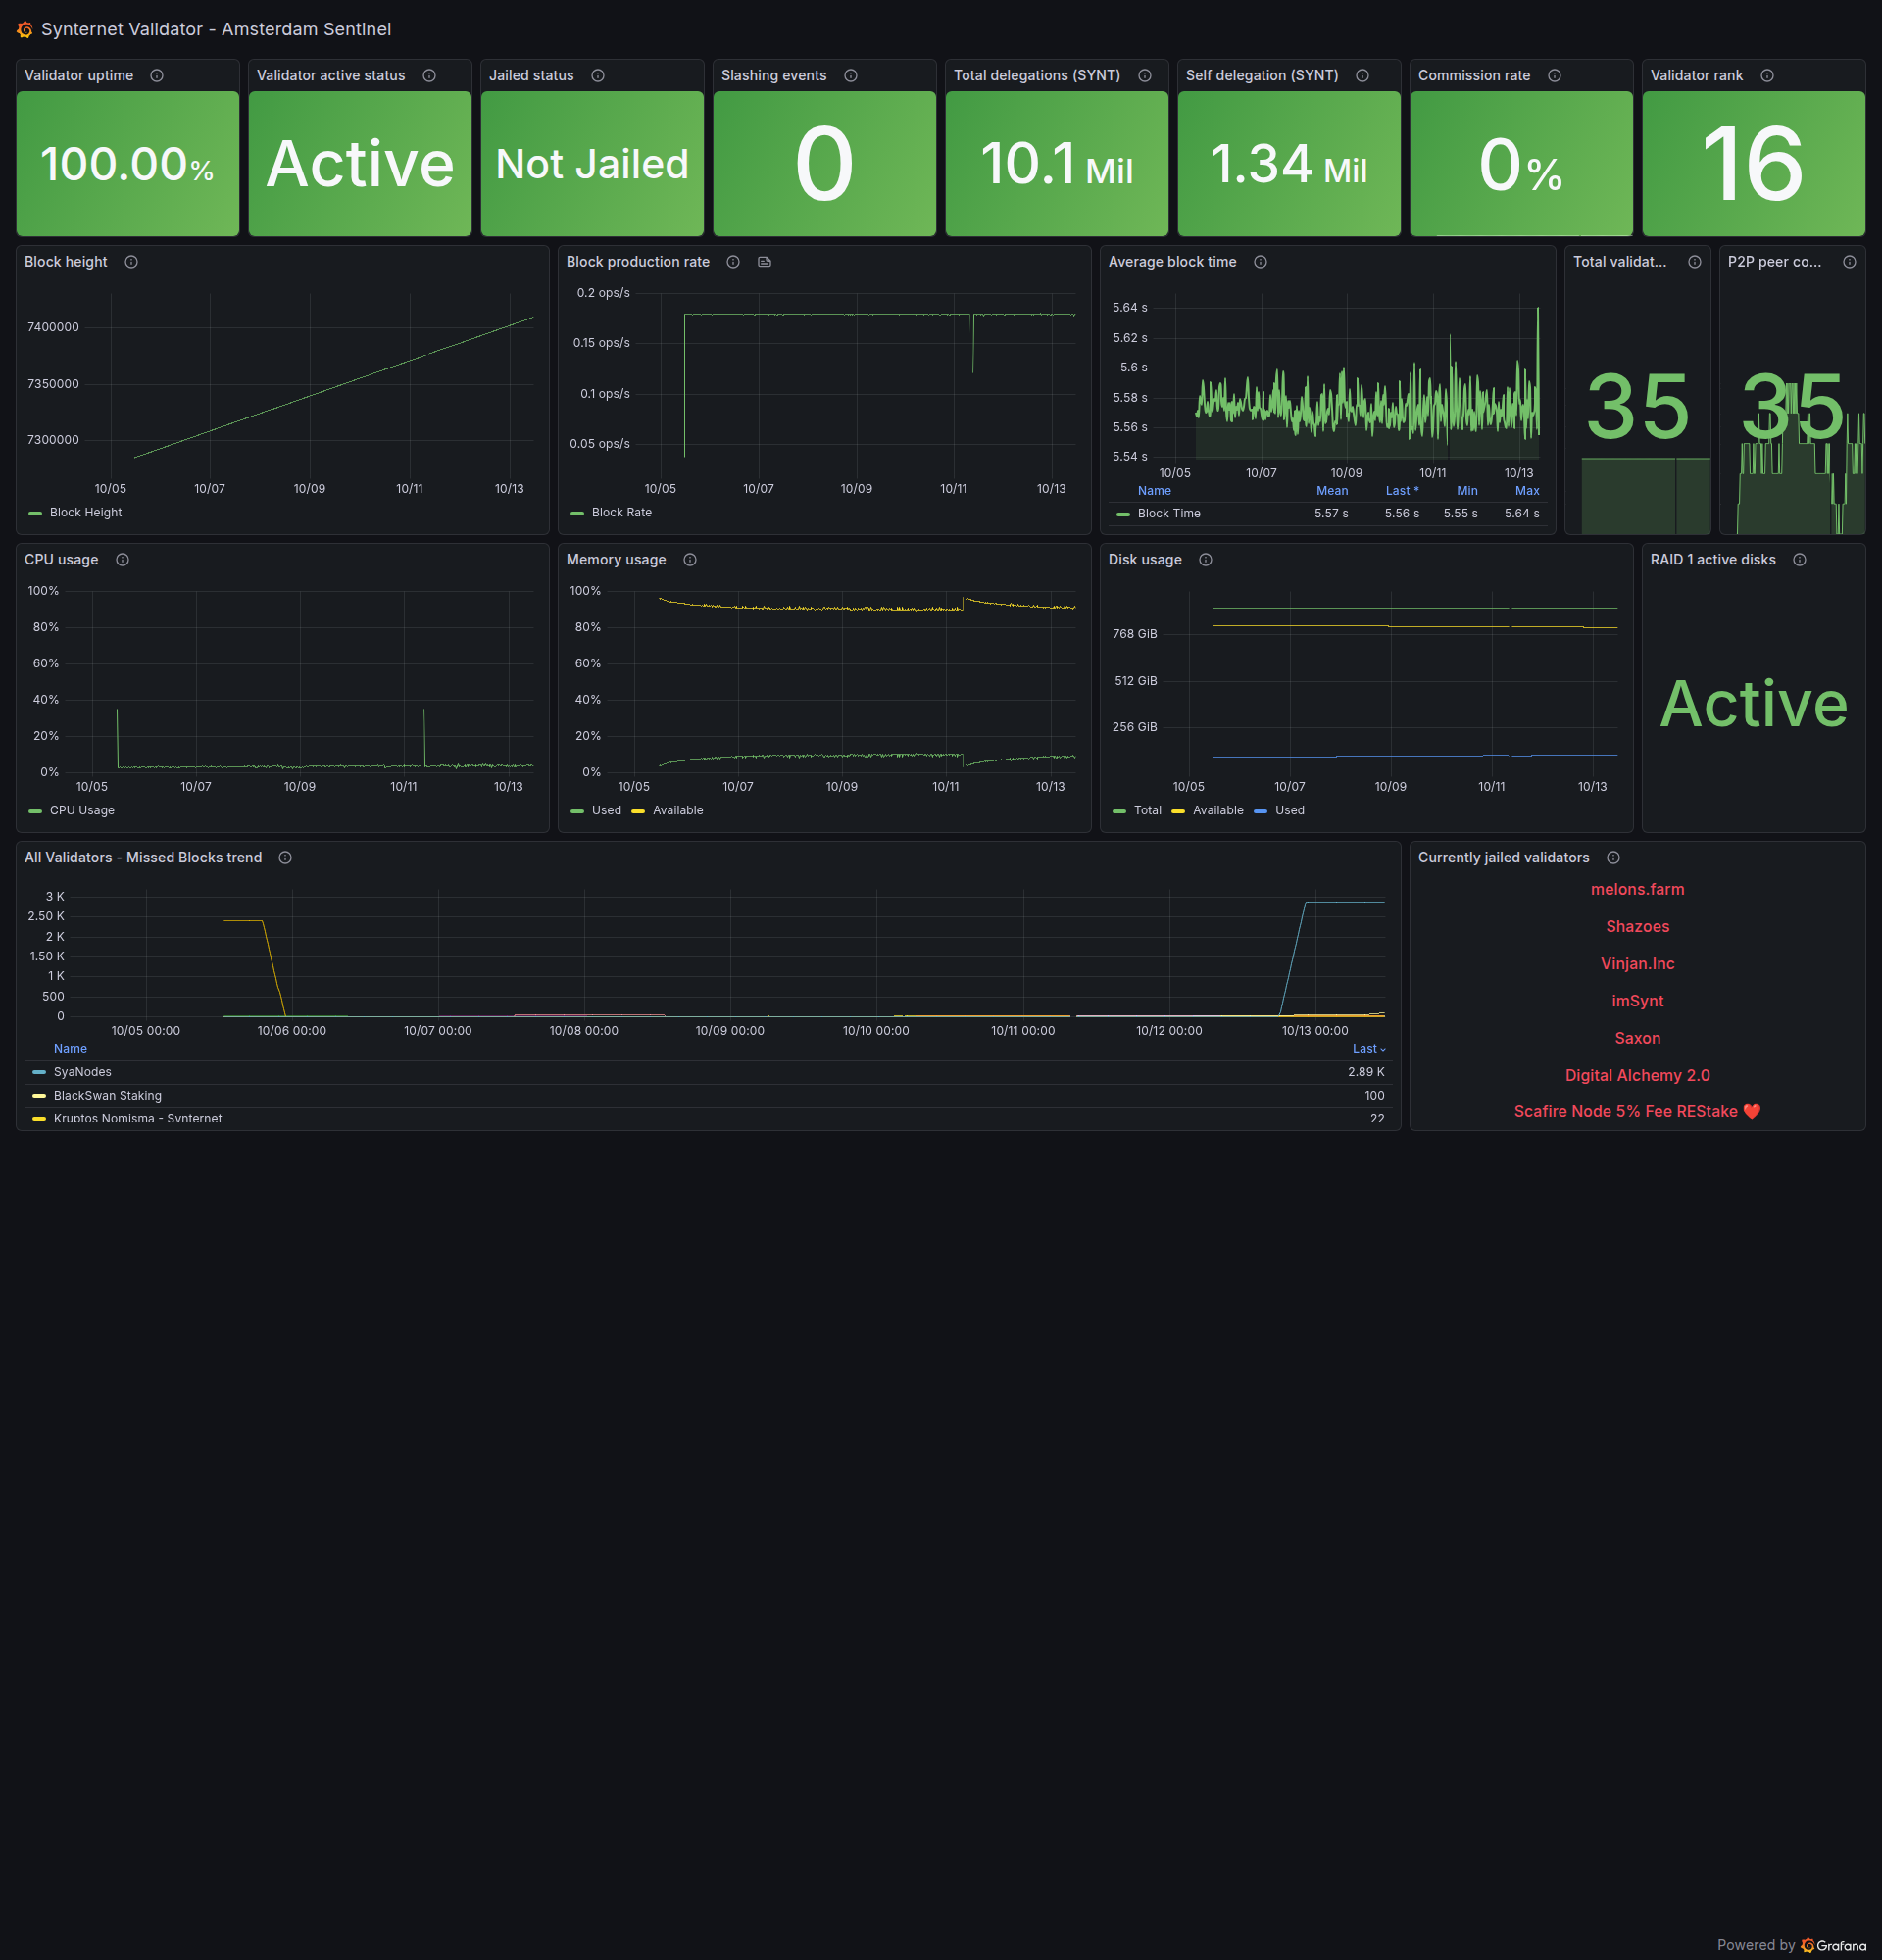 Synternet Validator - Amsterdam Sentinel
Validator uptime
100.00%
Validator active status
Active
Jailed status
Not Jailed
Slashing events
0
Total delegations (SYNT)
10.1 Mil
Self delegation (SYNT)
1.34 Mil
Commission rate
0%
Validator rank
16
Block height
7400000
7350000
7300000
10/05 10/07 10/09 10/11 10/13
Block Height
Block production rate
0.2 ops/s
0.15 ops/s
0.1 ops/s
0.05 ops/s
10/05 10/07 10/09 10/11 10/13
Block Rate
Average block time
5.64 s
5.62 s
5.6 s
5.58 s
5.56 s
5.54 s
10/05 10/07 10/09 10/11 10/13
Name Mean Last * Min Max
Block Time 5.57 s 5.56 s 5.55 s 5.64 s
Total validat...
35
P2P peer co...
35
CPU usage
100%
80%
60%
40%
20%
0%
10/05 10/07 10/09 10/11 10/13
CPU Usage
Memory usage
100%
80%
60%
40%
20%
0%
10/05 10/07 10/09 10/11 10/13
Used Available
Disk usage
768 GiB
512 GiB
256 GiB
10/05 10/07 10/09 10/11 10/13
Total Available Used
RAID 1 active disks
Active
All Validators - Missed Blocks trend
3 K
2.50 K
2 K
1.50 K
1 K
500
0
10/05 00:00 10/06 00:00 10/07 00:00 10/08 00:00 10/09 00:00 10/10 00:00 10/11 00:00 10/12 00:00 10/13 00:00
Name Last
SyaNodes 2.89 K
BlackSwan Staking 100
Kruptos Nomisma - Synternet 22
Currently jailed validators
melons.farm
Shazoes
Vinjan.Inc
imSynt
Saxon
Digital Alchemy 2.0
Scafire Node 5% Fee REStake ❤️
Powered by Grafana